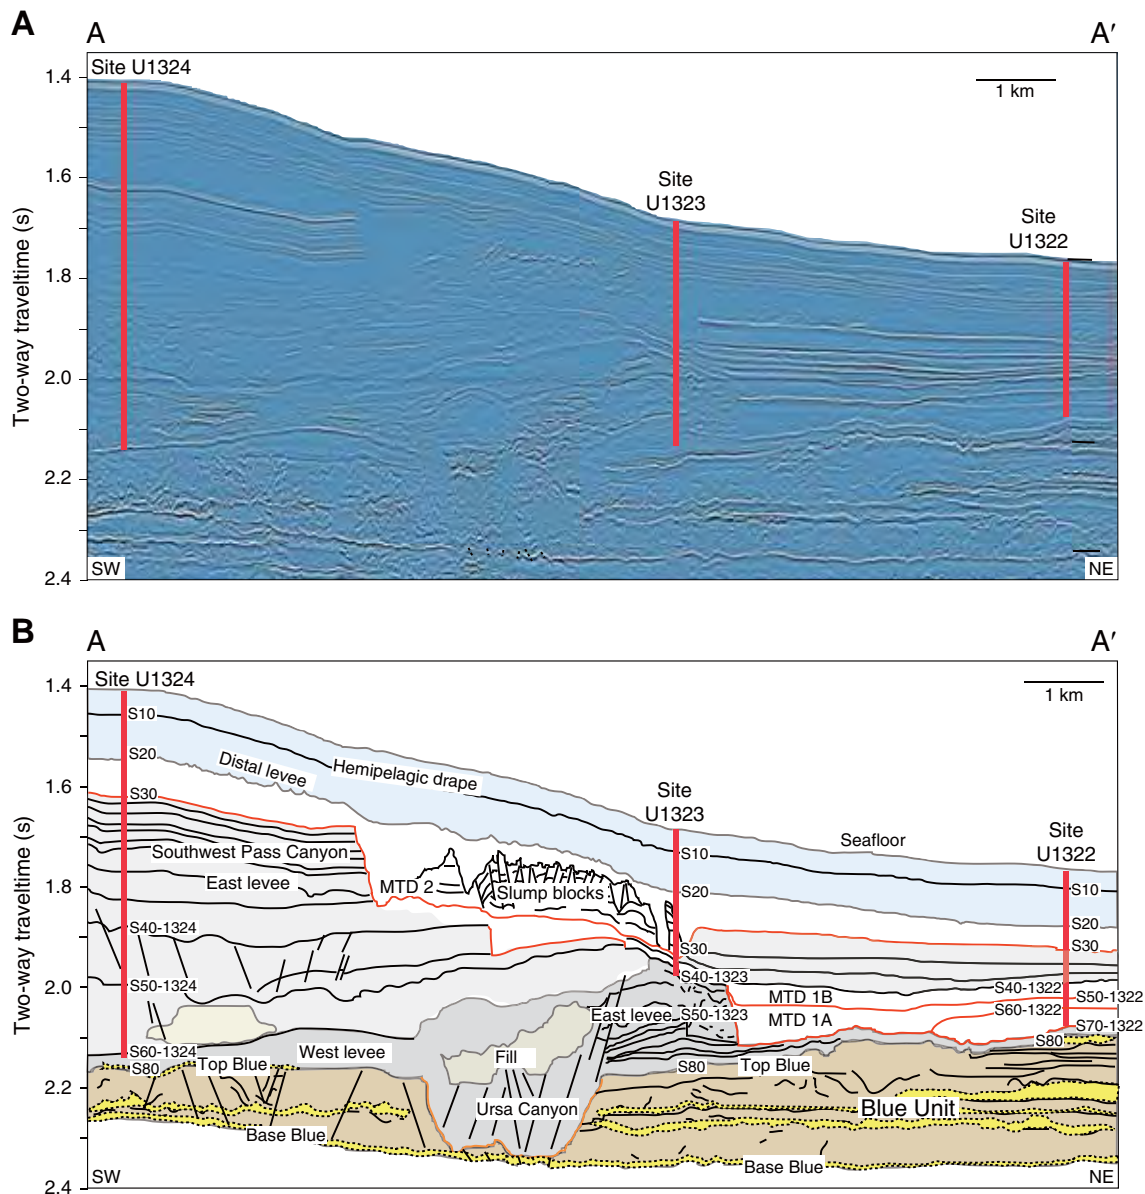 A
A
A′
Site U1324
1.4
1 km
1.6
Site
U1323
Site
U1322
1.8
Two-way traveltime (s)
2.0
2.2
SW
NE
2.4
B
A
A′
Site U1324
1.4
1 km
S10
S20
Distal levee
Hemipelagic drape
1.6
S30
Site
U1323
Seafloor
Site
U1322
Southwest Pass Canyon
S10
1.8
East levee
MTD 2
Slump blocks
S20
S10
S20
Two-way traveltime (s)
S40-1324
S30
S30
S50-1324
S40-1323
S40-1322
2.0
MTD 1B
S50-1322
East levee
S50-1323
MTD 1A
S60-1322
S70-1322
S60-1324
West levee
Fill
S80
S80
Top Blue
S80
Top Blue
2.2
Ursa Canyon
Blue Unit
Base Blue
Base Blue
SW
NE
2.4